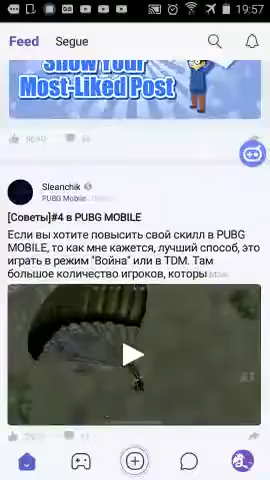 19:57
Feed Segue
Show Your
Most-Liked Post
Sleanchik
PUBG Mobile
[Советы]#4 в PUBG MOBILE
Если вы хотите повысить свой скилл в PUBG
MOBILE, то как мне кажется, лучший способ, это
играть в режим "Война" или в TDM. Там
большое количество игроков, которы